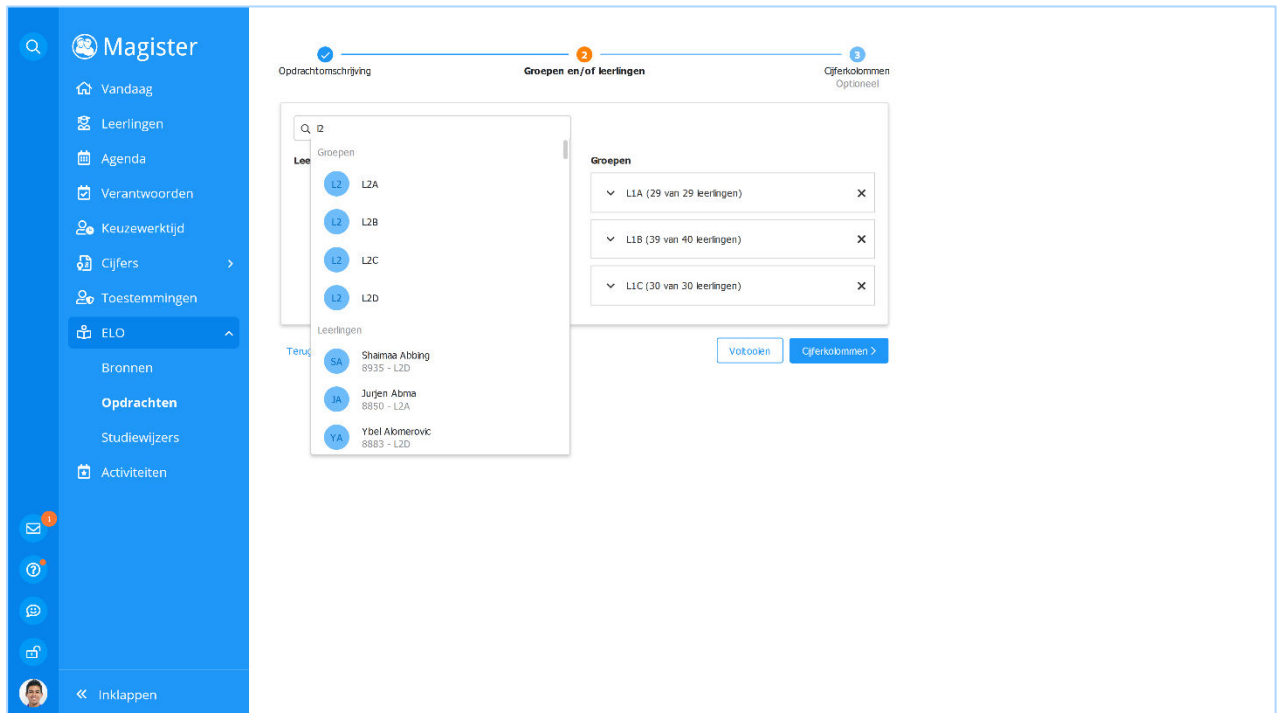 Magister
Vandaag
Leerlingen
Agenda
Verantwoorden
Keuzewerktijd
Cijfers
Toestemmingen
ELO
Bronnen
Opdrachten
Studiewijzers
Activiteiten
1
Inklappen
2
3
Opdrachtomschrijving
Groepen en/of leerlingen
Cijferkolommen
Optioneel
l2
Lee
Groepen
L2 L2A
L2 L2B
L2 L2C
L2 L2D
Leerlingen
SA Shaimaa Abbing
8935 - L2D
JA Jurjen Abma
8850 - L2A
YA Ybel Alomerovic
8883 - L2D
Groepen
L1A (29 van 29 leerlingen)
L1B (39 van 40 leerlingen)
L1C (30 van 30 leerlingen)
Terug
Voltooien
Cijferkolommen